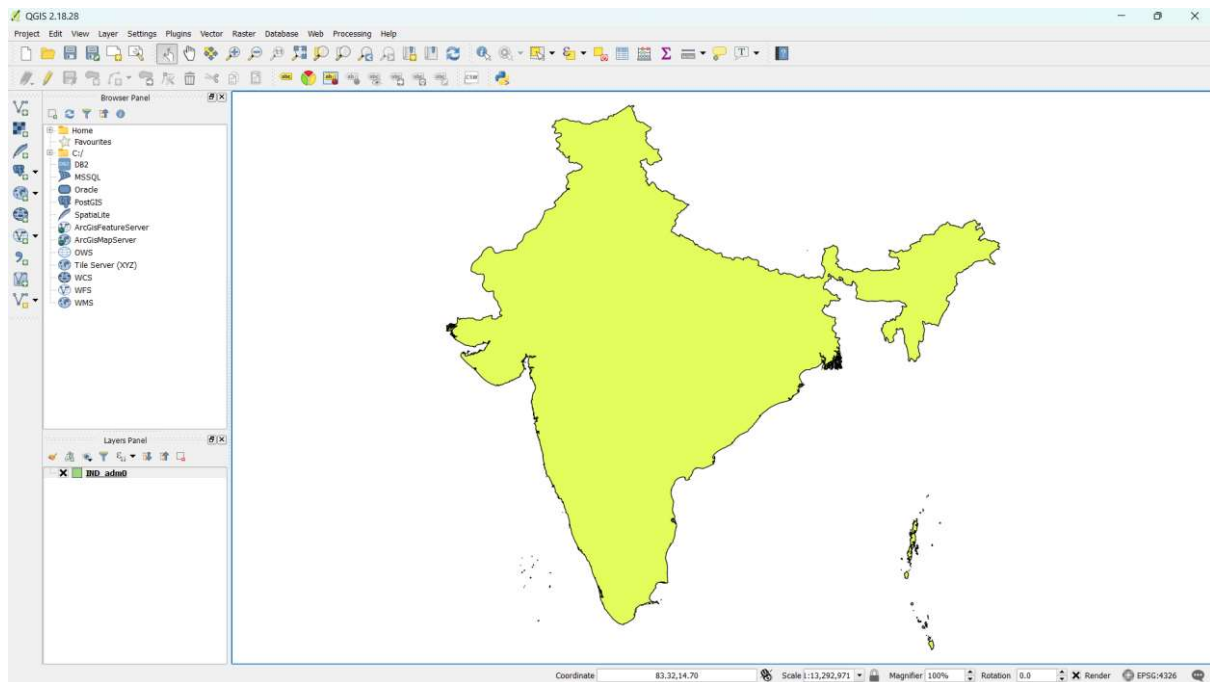 QGIS 2.18.28
Project Edit View Layer Settings Plugins Vector Raster Database Web Processing Help
Browser Panel
Home
Favourites
C:/
DB2
MSSQL
Oracle
PostGIS
SpatiaLite
ArcGisFeatureServer
ArcGisMapServer
OWS
Tile Server (XYZ)
WCS
WFS
WMS
Layers Panel
IND_adm0
Coordinate 83.32,14.70 Scale 1:13,292,971 Magnifier 100% Rotation 0.0 Render EPSG:4326